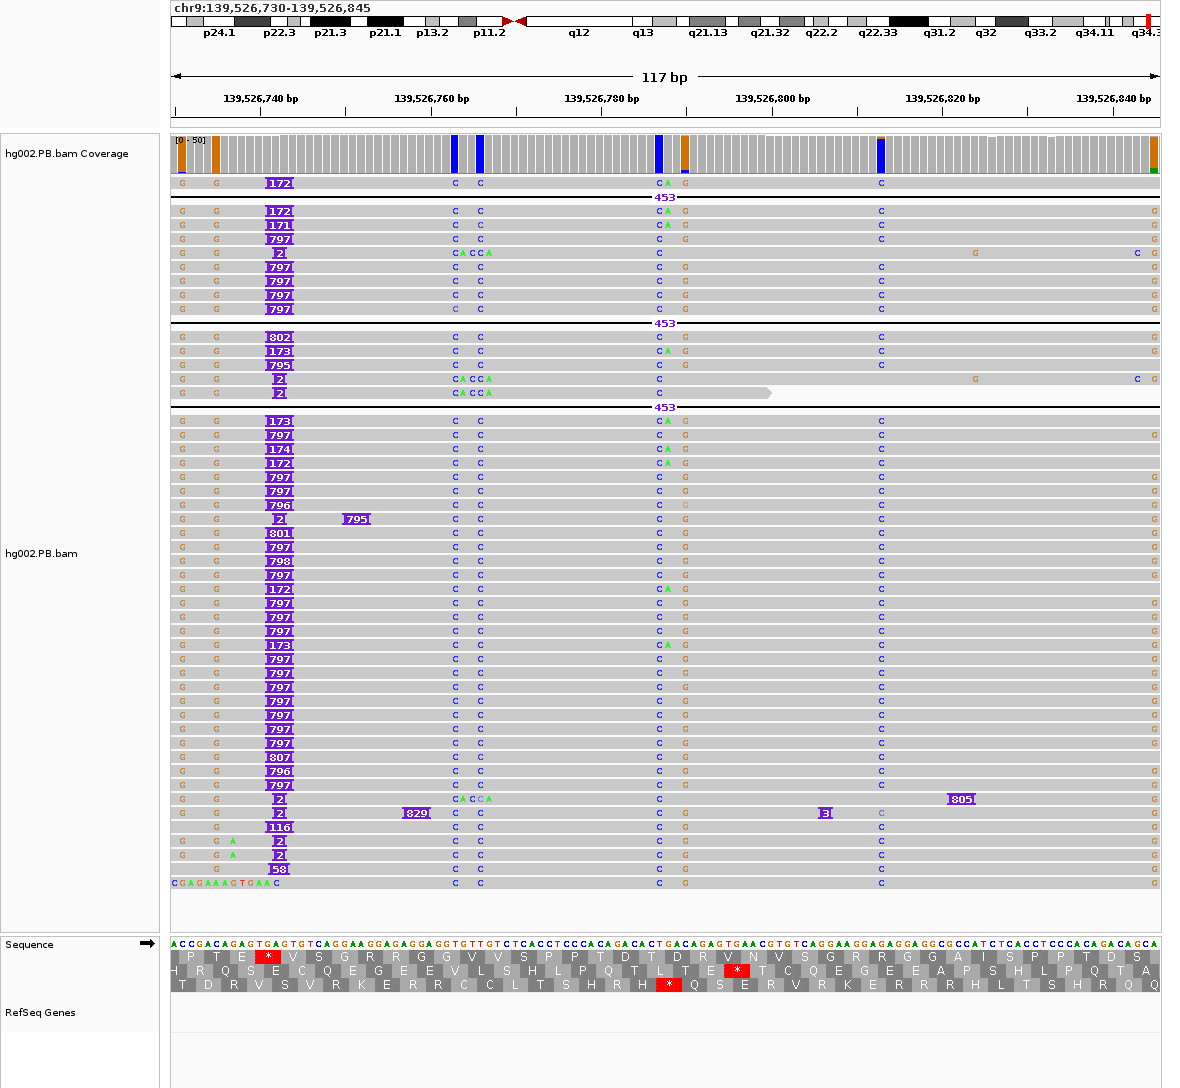 chr9:139,526,730-139,526,845
p24.1 p22.3 p21.3 p21.1 p13.2 p11.2 q12 q13 q21.13 q21.32 q22.2 q22.33 q31.2 q32 q33.2 q34.11 q34.3
117 bp
139,526,740 bp 139,526,760 bp 139,526,780 bp 139,526,800 bp 139,526,820 bp 139,526,840 bp
hg002.PB.bam Coverage
[0 - 50]
G G 172 C C C A G C
453
G G 172 C C C A G C G
G G 171 C C C A G C G
G G 797 C C C G C G
G G 2 C A C C A C G C G
G G 797 C C C G C G
G G 797 C C C G C G
G G 797 C C C G C G
G G 797 C C C G C G
453
G G 802 C C C G C G
G G 173 C C C A G C G
G G 795 C C C G C
G G 2 C A C C A C G C G
G G 2 C A C C A C
453
G G 173 C C C A G C
G G 797 C C C G C G
G G 174 C C C A G C
G G 172 C C C A G C
G G 797 C C C G C G
G G 797 C C C G C G
G G 796 C C C G C G
G G 2 795 C C C G C G
G G 801 C C C G C G
G G 797 C C C G C G
hg002.PB.bam
G G 798 C C C G C G
G G 797 C C C G C G
G G 172 C C C A G C
G G 797 C C C G C G
G G 797 C C C G C G
G G 797 C C C G C G
G G 173 C C C A G C
G G 797 C C C G C G
G G 797 C C C G C G
G G 797 C C C G C G
G G 797 C C C G C G
G G 797 C C C G C G
G G 797 C C C G C G
G G 797 C C C G C G
G G 807 C C C G C
G G 796 C C C G C G
G G 797 C C C G C G
G G 2 C A C C A C 805 G
G G 2 829 C C C G 3 C G
G 116 C C C G C G
G G A 2 C C C G C G
G G A 2 C C C G C G
G 58 C C C G C G
C G A G A A A G T G A A C C C C G C G
Sequence
ACCGACAGAGTGAGTGTCAGGAAGGAGAGGAGGTGTTGTCTCACCTCCCACAGACACTGACAGAGTGAACGTGTCAGGAAGGAGAGGAGGCGCCATCTCACCTCCCACAGACAGCA
P T E * V S G R R G G V V S P P T D T D R V N V S G R R G G A I S P P T D S
H R Q S E C Q E G E E V L S H L P Q T L T E * T C Q E G E E A P S H L P Q T A
T D R V S V R K E R R C C L T S H R H * Q S E R V R K E R R R H L T S H R Q Q
RefSeq Genes